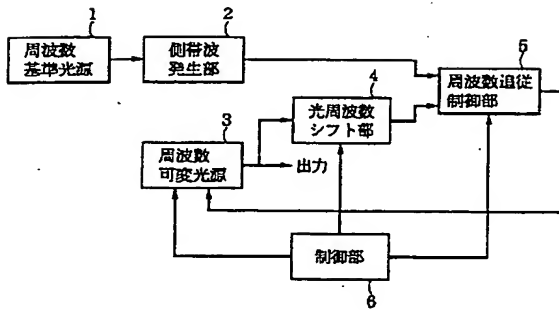 1
周波数
基準光源
2
側帯波
発生部
3
周波数
可変光源
4
光周波数
シフト部
5
周波数追従
制御部
出力
制御部
6